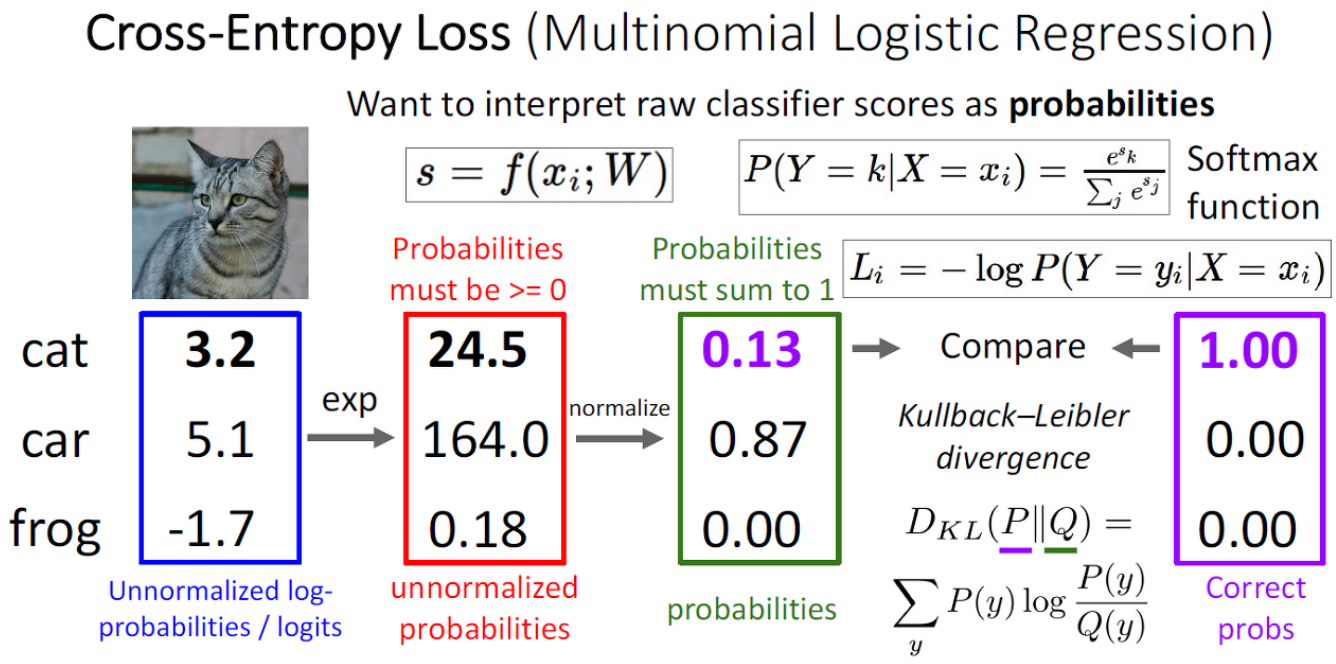 Cross-Entropy Loss (Multinomial Logistic Regression)
Want to interpret raw classifier scores as probabilities
s = f(x_i; W)
P(Y = k|X = x_i) = \frac{e^{s_k}}{\sum_j e^{s_j}}
Softmax
function
Probabilities
must be >= 0
Probabilities
must sum to 1
L_i = − log P(Y = y_i|X = x_i)
cat 3.2 24.5 0.13 Compare 1.00
exp
normalize
car 5.1 164.0 0.87 0.00
Kullback–Leibler
divergence
frog -1.7 0.18 0.00 0.00
D_{KL}(P‖Q) =
\sum_y P(y) log \frac{P(y)}{Q(y)}
Unnormalized log-
probabilities / logits
unnormalized
probabilities
probabilities
Correct
probs